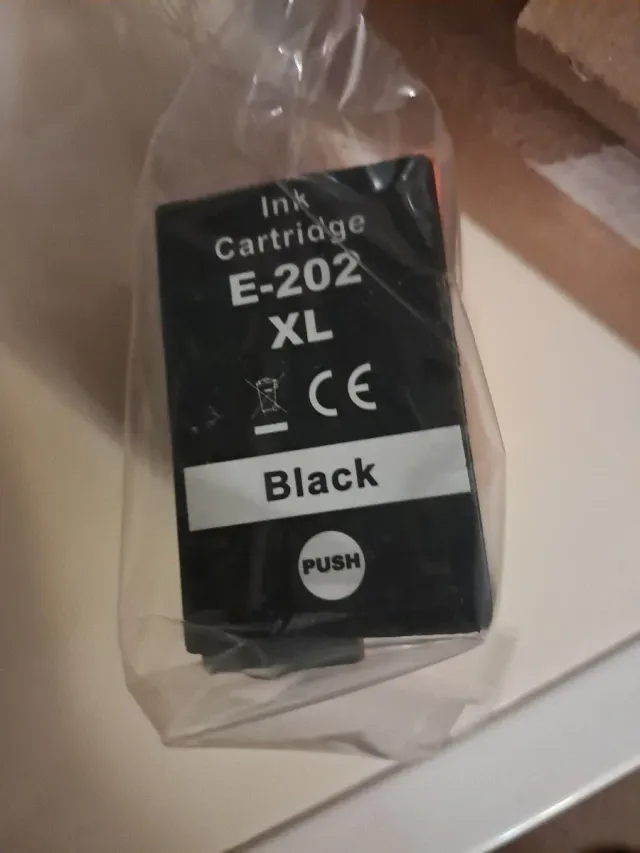 Ink
Cartridge
E-202
XL
CE
Black
PUSH